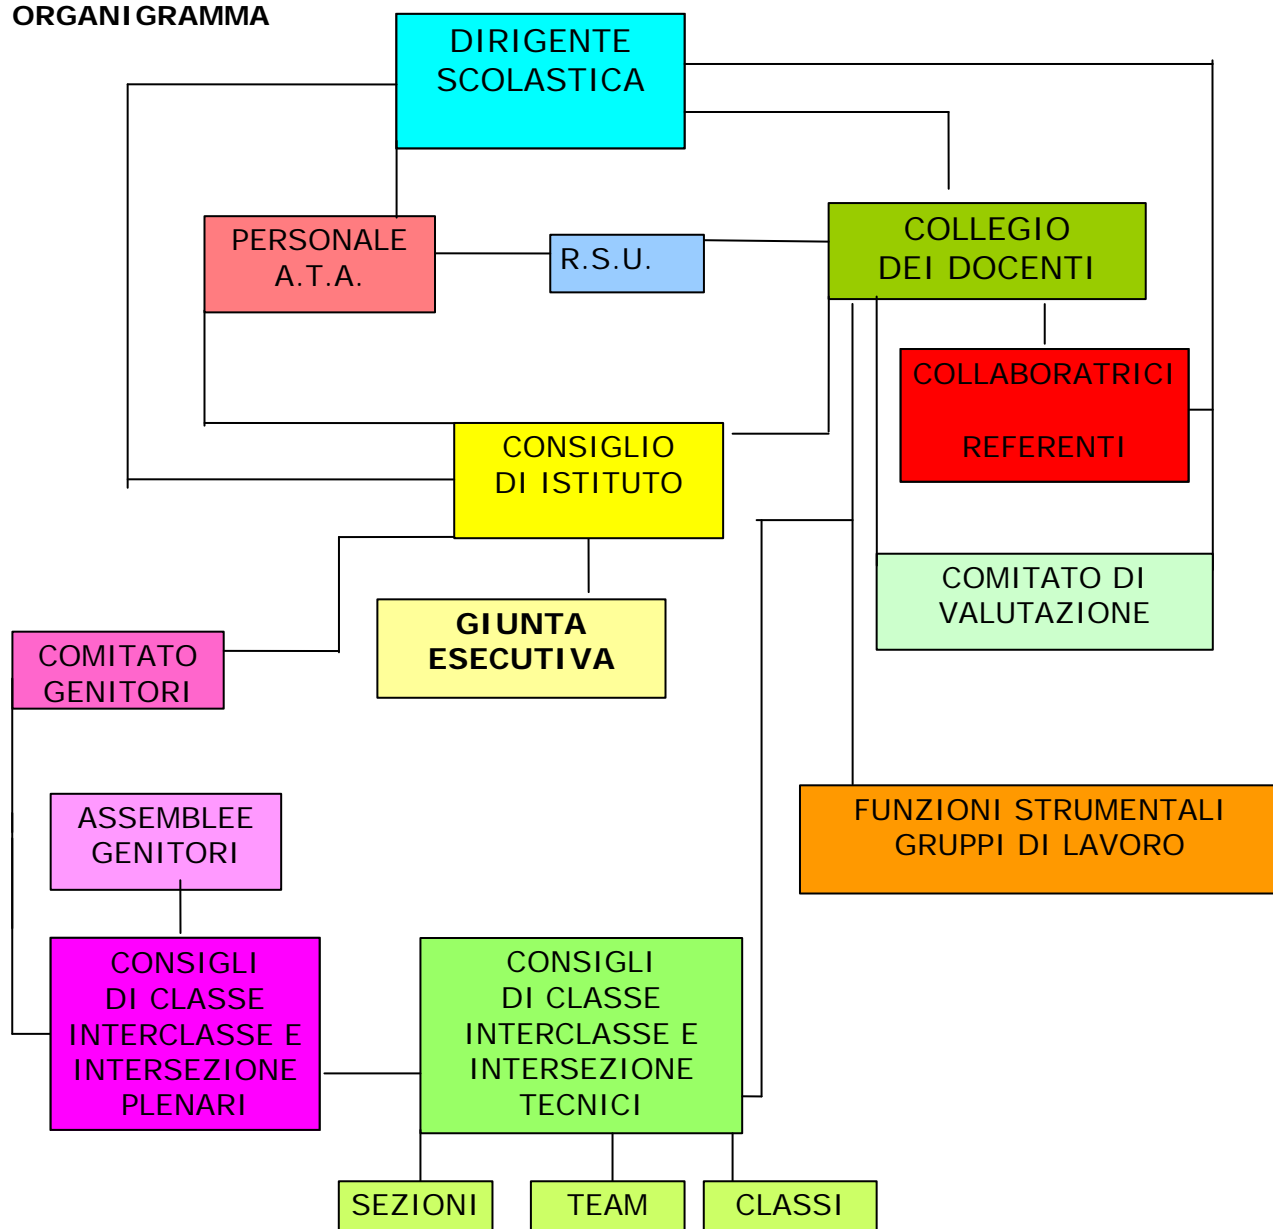 ORGANIGRAMMA
DIRIGENTE
SCOLASTICA
PERSONALE
A.T.A.
R.S.U.
COLLEGIO
DEI DOCENTI
COLLABORATRICI
REFERENTI
CONSIGLIO
DI ISTITUTO
COMITATO DI
VALUTAZIONE
GIUNTA
ESECUTIVA
COMITATO
GENITORI
ASSEMBLEE
GENITORI
FUNZIONI STRUMENTALI
GRUPPI DI LAVORO
CONSIGLI
DI CLASSE
INTERCLASSE E
INTERSEZIONE
PLENARI
CONSIGLI
DI CLASSE
INTERCLASSE E
INTERSEZIONE
TECNICI
SEZIONI
TEAM
CLASSI